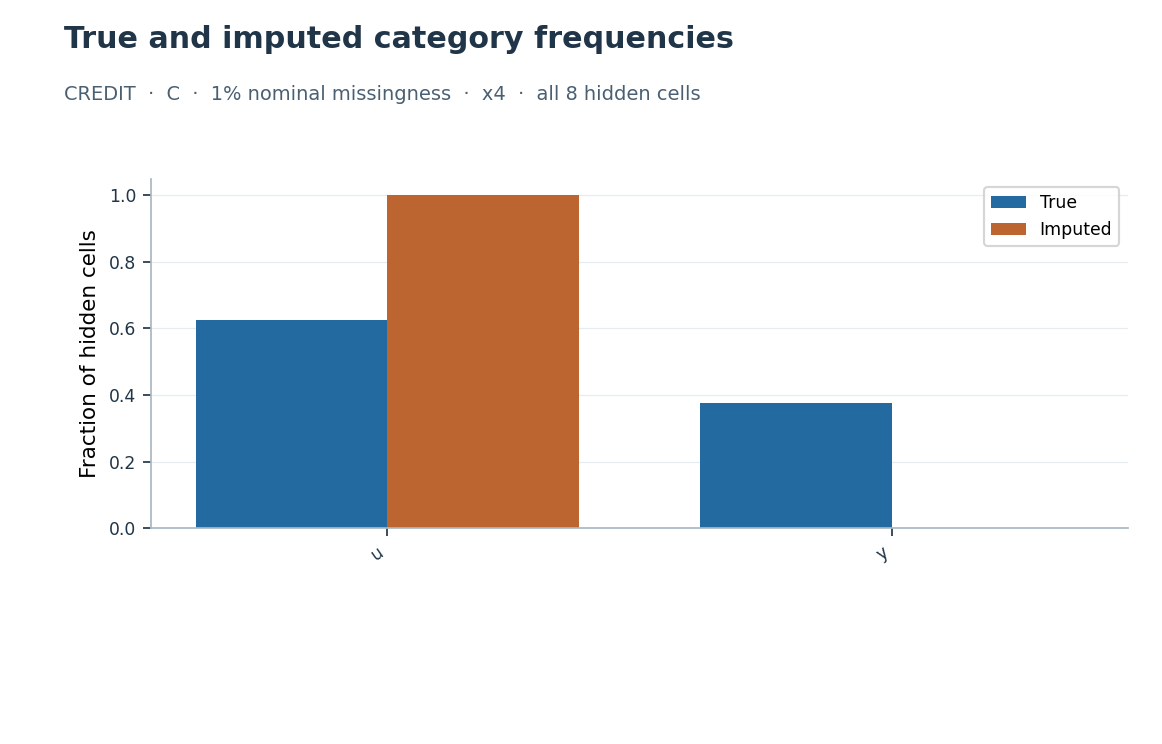 True and imputed category frequencies
CREDIT · C · 1% nominal missingness · x4 · all 8 hidden cells
Fraction of hidden cells
1.0
0.8
0.6
0.4
0.2
0.0
u
y
True
Imputed